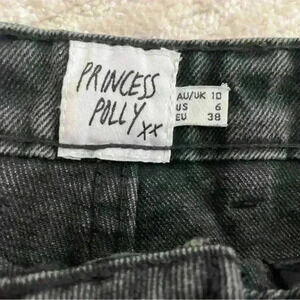 PRINCESS
POLLY xx
AU/UK 10
US 6
EU 38